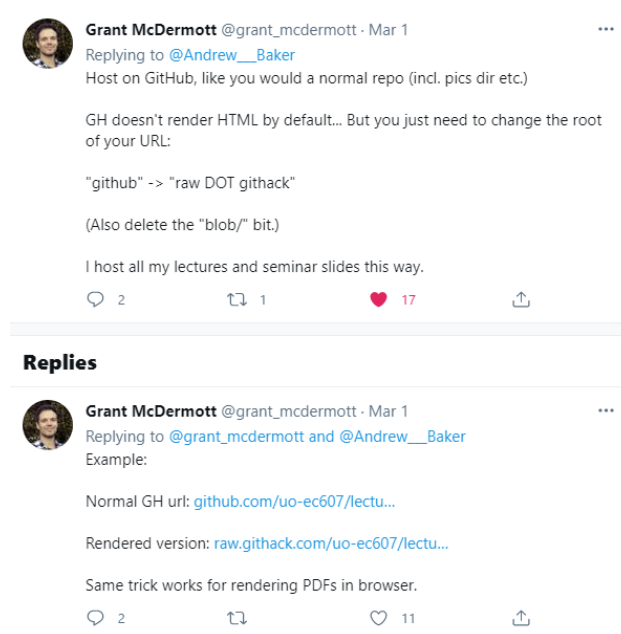 Grant McDermott @grant_mcdermott · Mar 1
Replying to @Andrew___Baker
Host on GitHub, like you would a normal repo (incl. pics dir etc.)
GH doesn't render HTML by default... But you just need to change the root
of your URL:
"github" -> "raw DOT githack"
(Also delete the "blob/" bit.)
I host all my lectures and seminar slides this way.
2 1 17
Replies
Grant McDermott @grant_mcdermott · Mar 1
Replying to @grant_mcdermott and @Andrew___Baker
Example:
Normal GH url: github.com/uo-ec607/lectu...
Rendered version: raw.githack.com/uo-ec607/lectu...
Same trick works for rendering PDFs in browser.
2 11